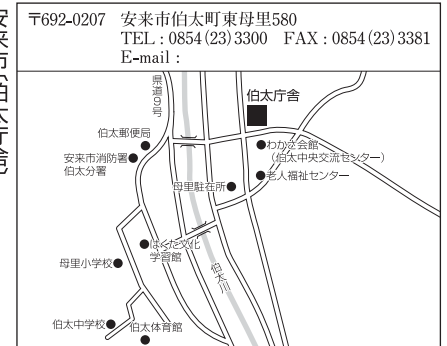 安来市(伯太庁舎)
〒692-0207 安来市伯太町東母里580
TEL : 0854(23)3300 FAX : 0854(23)3381
E-mail :
県道9号
伯太庁舎
伯太郵便局
安来市消防署
伯太分署
わかさ会館
(伯太中央交流センター)
老人福祉センター
母里駐在所
はくた文化
学習館
母里小学校
伯太川
伯太中学校
伯太体育館